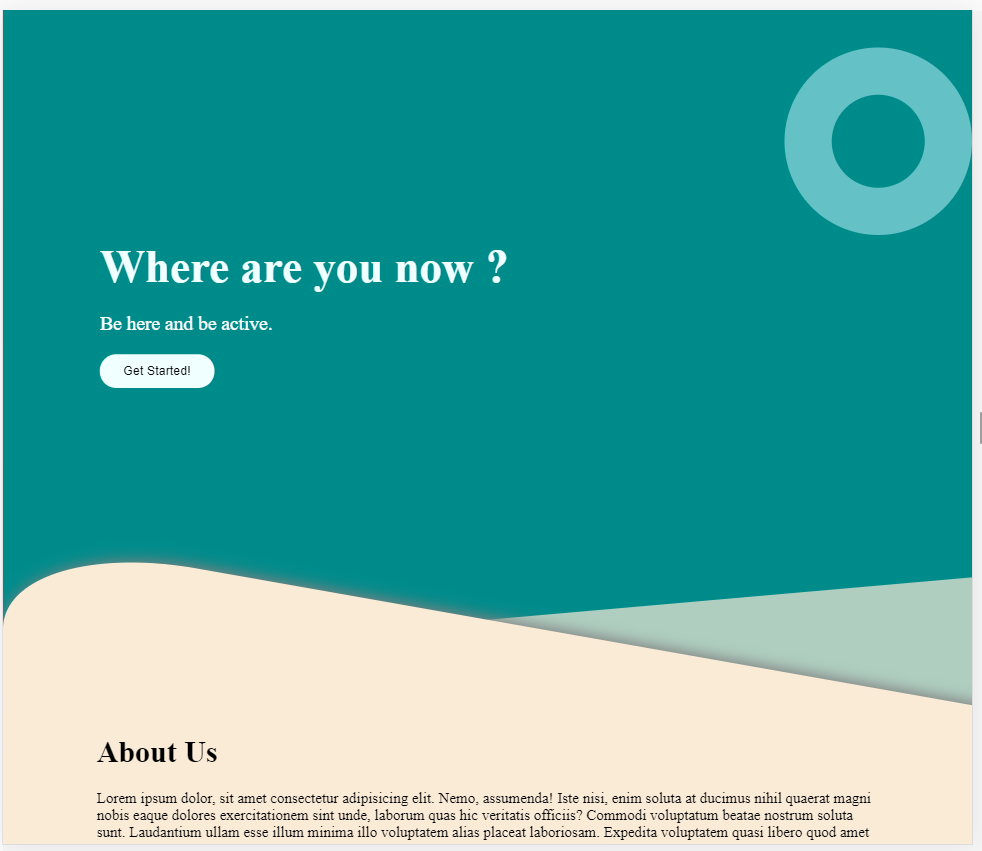 Where are you now ?
Be here and be active.
Get Started!
About Us
Lorem ipsum dolor, sit amet consectetur adipisicing elit. Nemo, assumenda! Iste nisi, enim soluta at ducimus nihil quaerat magni
nobis eaque dolores exercitationem sint unde, laborum quas hic veritatis officiis? Commodi voluptatum beatae nostrum soluta
sunt. Laudantium ullam esse illum minima illo voluptatem alias placeat laboriosam. Expedita voluptatem quasi libero quod amet